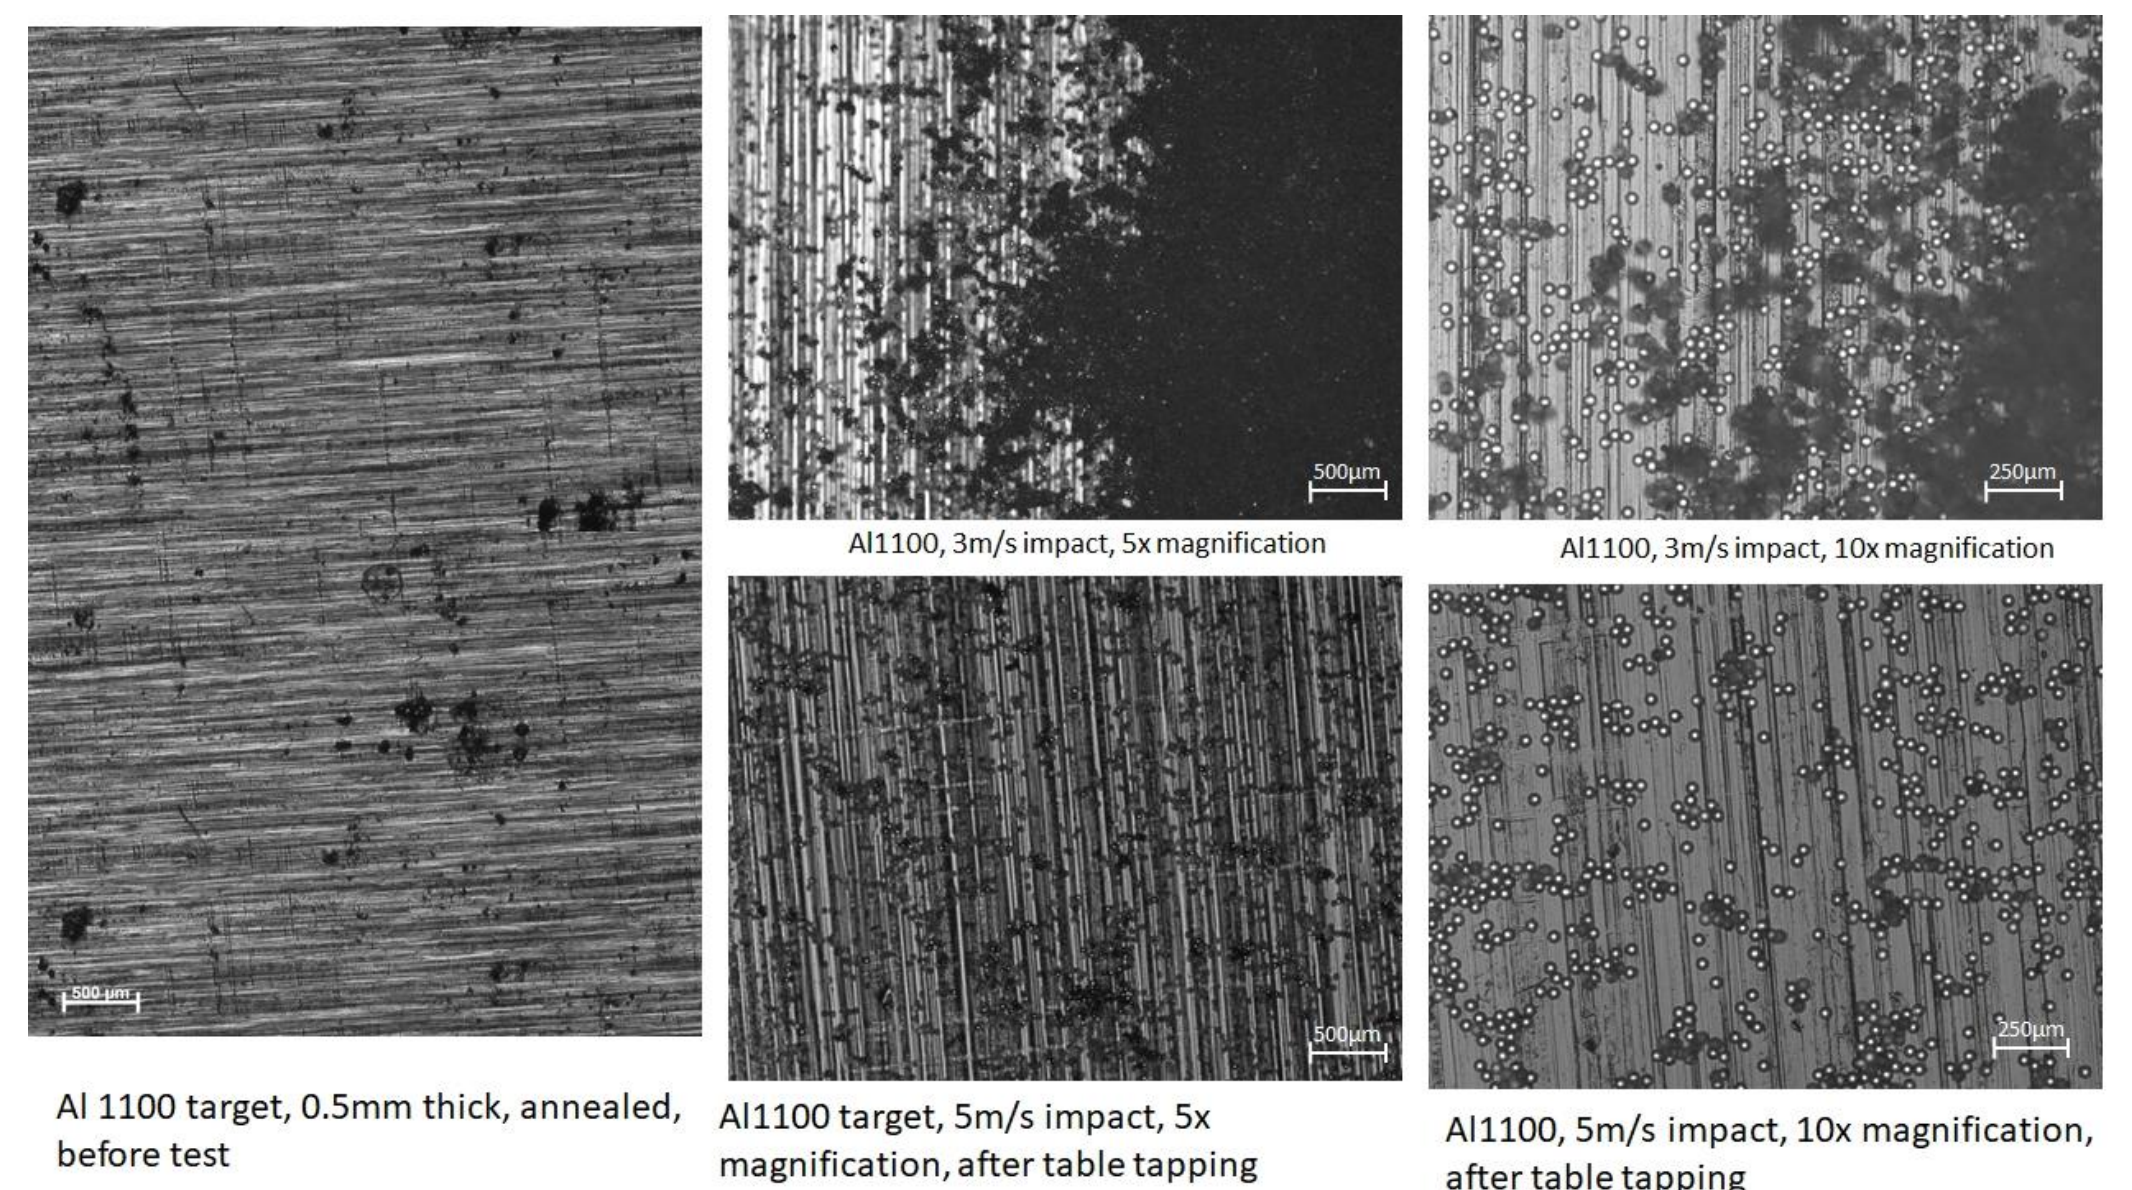 500 µm
Al 1100 target, 0.5mm thick, annealed,
before test
500µm
Al1100, 3m/s impact, 5x magnification
250µm
Al1100, 3m/s impact, 10x magnification
500µm
Al1100 target, 5m/s impact, 5x
magnification, after table tapping
250µm
Al1100, 5m/s impact, 10x magnification,
after table tapping